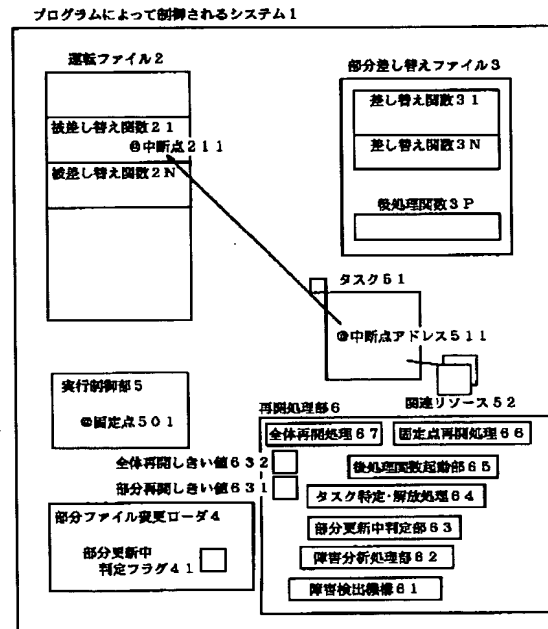 プログラムによって制御されるシステム1
運転ファイル2
被差し替え関数21
@中断点211
被差し替え関数2N
部分差し替えファイル3
差し替え関数31
差し替え関数3N
後処理関数3P
タスク51
@中断点アドレス511
関連リソース52
実行制御部5
@固定点501
再開処理部6
全体再開処理67
固定点再開処理66
全体再開しきい値632
後処理関数起動部65
部分再開しきい値631
タスク特定・解放処理64
部分ファイル変更ローダ4
部分更新中判定部63
部分更新中
判定フラグ41
障害分析処理部62
障害検出機構61